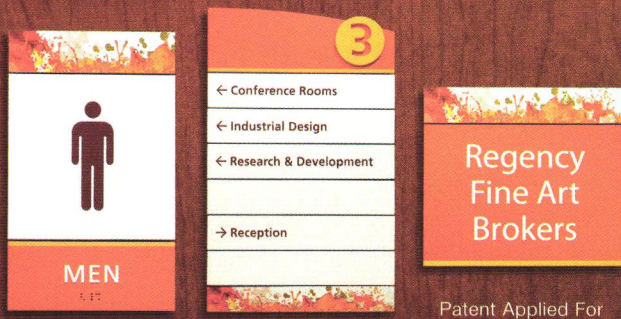 MEN
3
← Conference Rooms
← Industrial Design
← Research & Development
→ Reception
Regency
Fine Art
Brokers
Patent Applied For